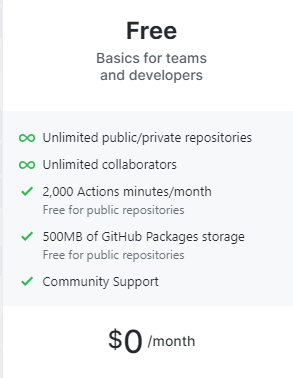 Free
Basics for teams
and developers
Unlimited public/private repositories
Unlimited collaborators
2,000 Actions minutes/month
Free for public repositories
500MB of GitHub Packages storage
Free for public repositories
Community Support
$0 /month